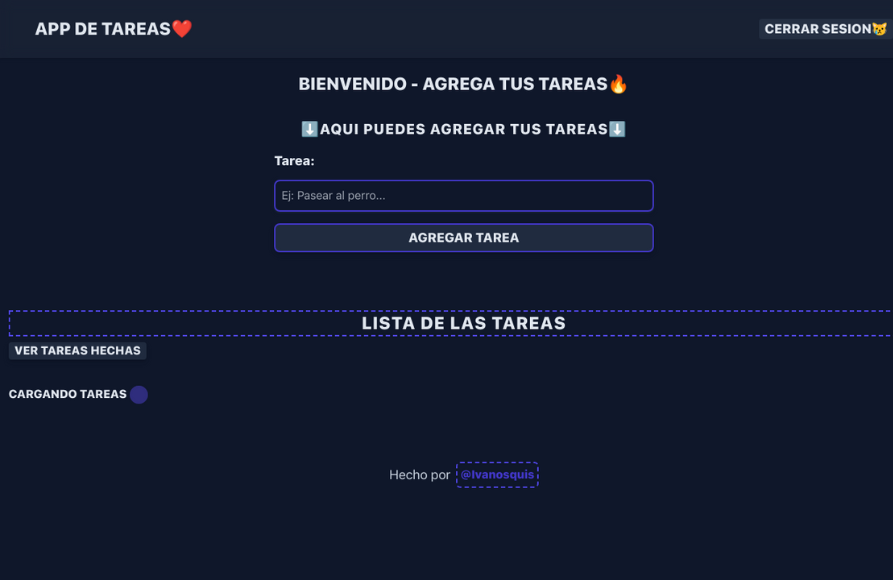 APP DE TAREAS❤️
CERRAR SESION😿
BIENVENIDO - AGREGA TUS TAREAS🔥
⬇️AQUI PUEDES AGREGAR TUS TAREAS⬇️
Tarea:
Ej: Pasear al perro...
AGREGAR TAREA
LISTA DE LAS TAREAS
VER TAREAS HECHAS
CARGANDO TAREAS
Hecho por @Ivanosquis